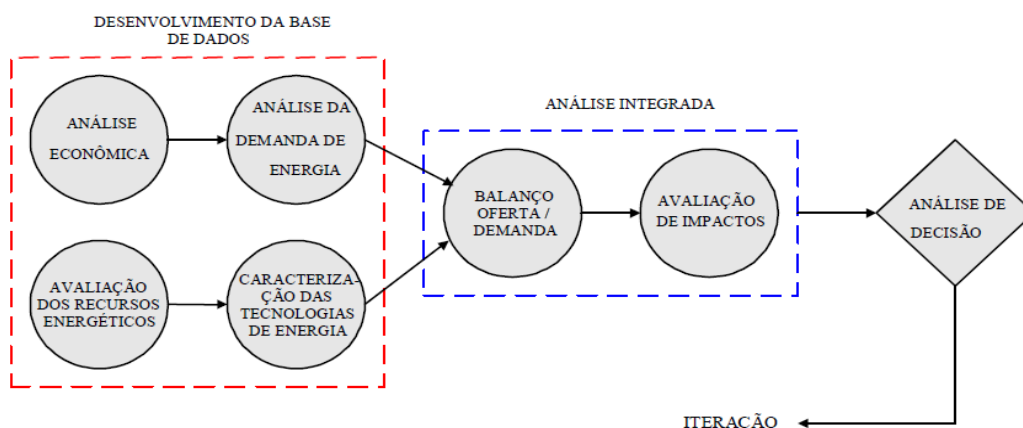 DESENVOLVIMENTO DA BASE
DE DADOS
ANÁLISE
ECONÔMICA
ANÁLISE DA
DEMANDA DE
ENERGIA
AVALIAÇÃO
DOS RECURSOS
ENERGÉTICOS
CARACTERIZA-
ÇÃO DAS
TECNOLOGIAS
DE ENERGIA
ANÁLISE INTEGRADA
BALANÇO
OFERTA /
DEMANDA
AVALIAÇÃO
DE IMPACTOS
ANÁLISE DE
DECISÃO
ITERAÇÃO